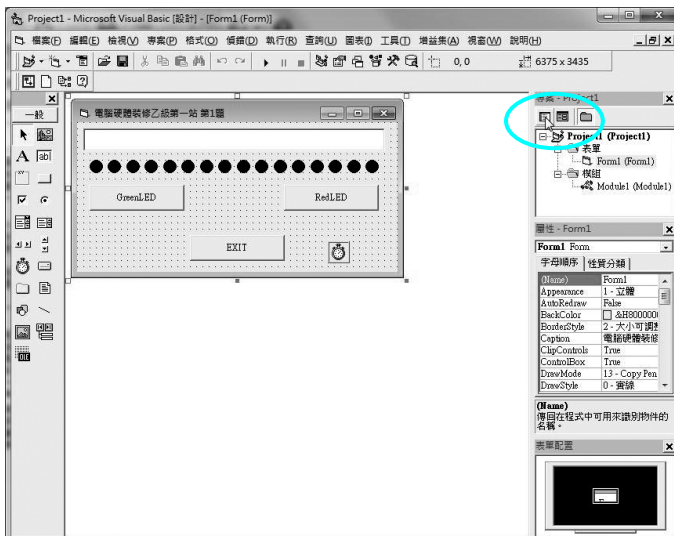 Project1 - Microsoft Visual Basic [設計] - [Form1 (Form)]
檔案(F) 編輯(E) 檢視(V) 專案(P) 格式(O) 偵錯(D) 執行(R) 查詢(U) 圖表(I) 工具(T) 增益集(A) 視窗(W) 說明(H)
0, 0
6375 x 3435
一般
電腦硬體裝修乙級第一站 第1題
GreenLED
RedLED
EXIT
專案 - Project1
Project1 (Project1)
表單
Form1 (Form1)
模組
Module1 (Module1)
屬性 - Form1
Form1 Form
字母順序 性質分類
(Name) Form1
Appearance 1 - 立體
AutoRedraw False
BackColor &H8000000
BorderStyle 2 - 大小可調整
Caption 電腦硬體裝修
ClipControls True
ControlBox True
DrawMode 13 - Copy Pen
DrawStyle 0 - 實線
(Name)
傳回在程式中可用來識別物件的
名稱。
表單配置